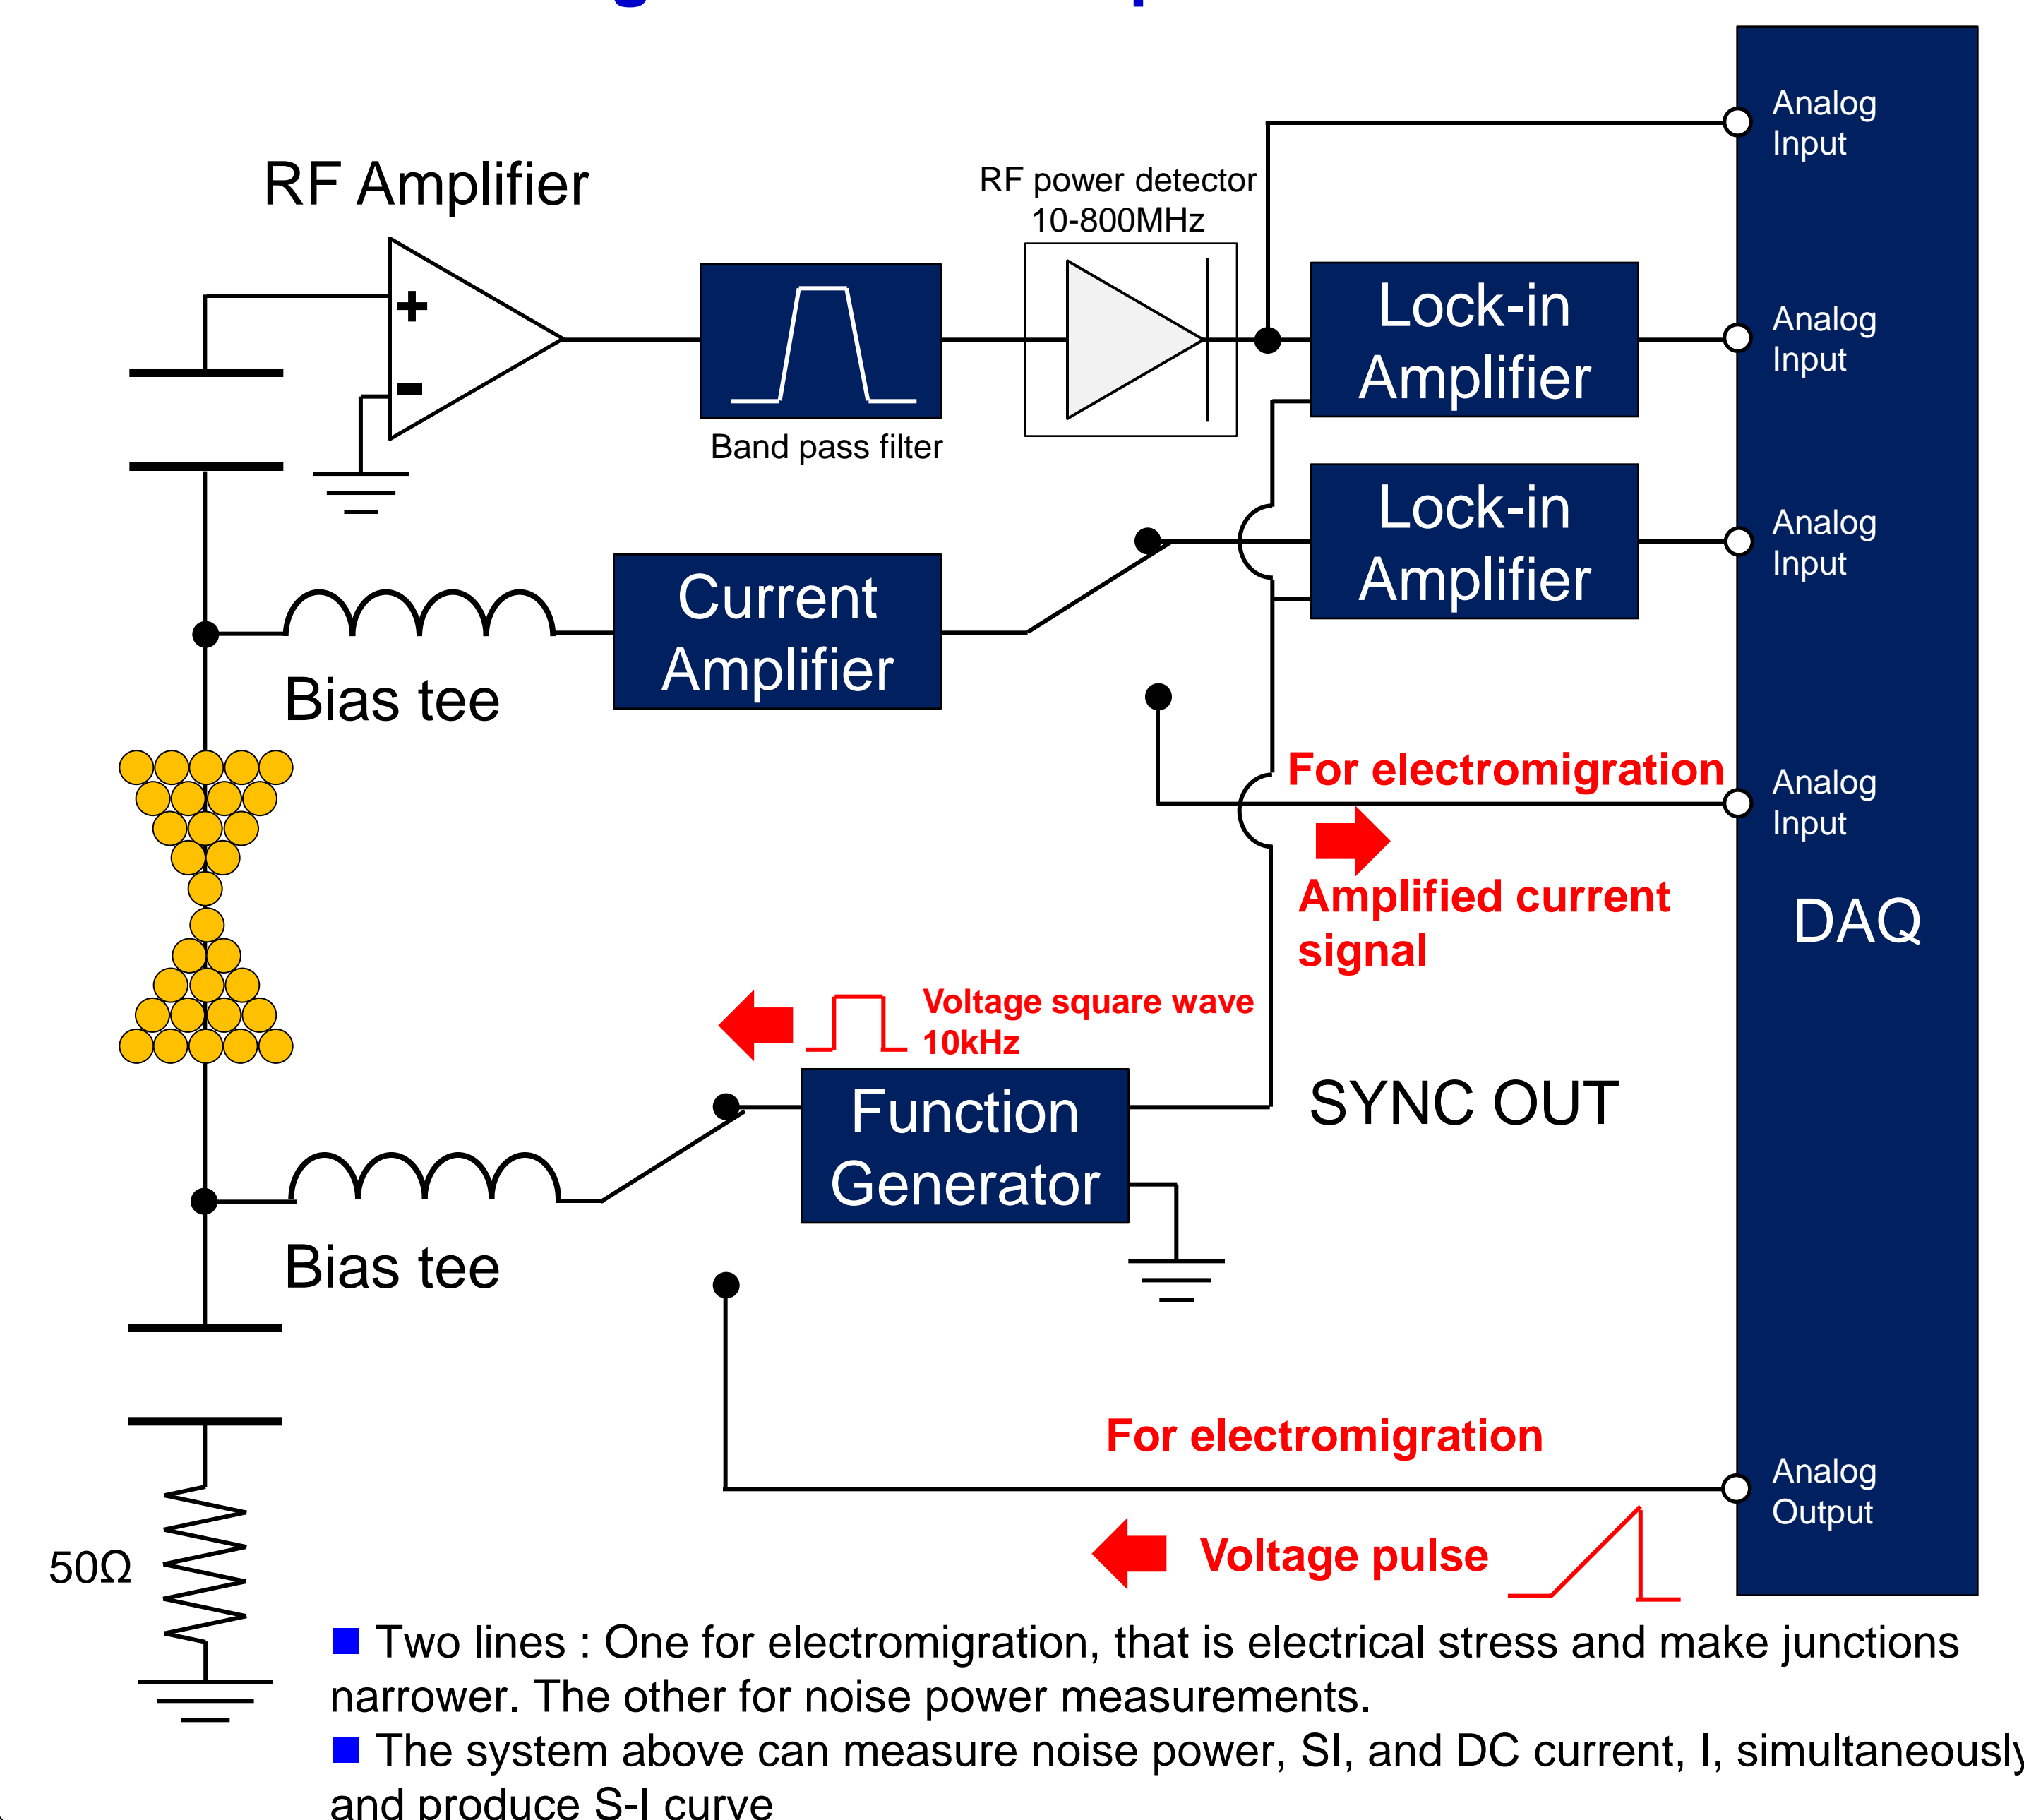 RF Amplifier
+
-
Band pass filter
RF power detector
10-800MHz
Lock-in
Amplifier
Analog
Input
Analog
Input
Lock-in
Amplifier
Analog
Input
Current
Amplifier
Bias tee
For electromigration
Analog
Input
Amplified current
signal
DAQ
Voltage square wave
10kHz
Function
Generator
SYNC OUT
Bias tee
For electromigration
Analog
Output
Voltage pulse
50Ω
■ Two lines : One for electromigration, that is electrical stress and make junctions
narrower. The other for noise power measurements.
■ The system above can measure noise power, SI, and DC current, I, simultaneously
and produce S-I curve